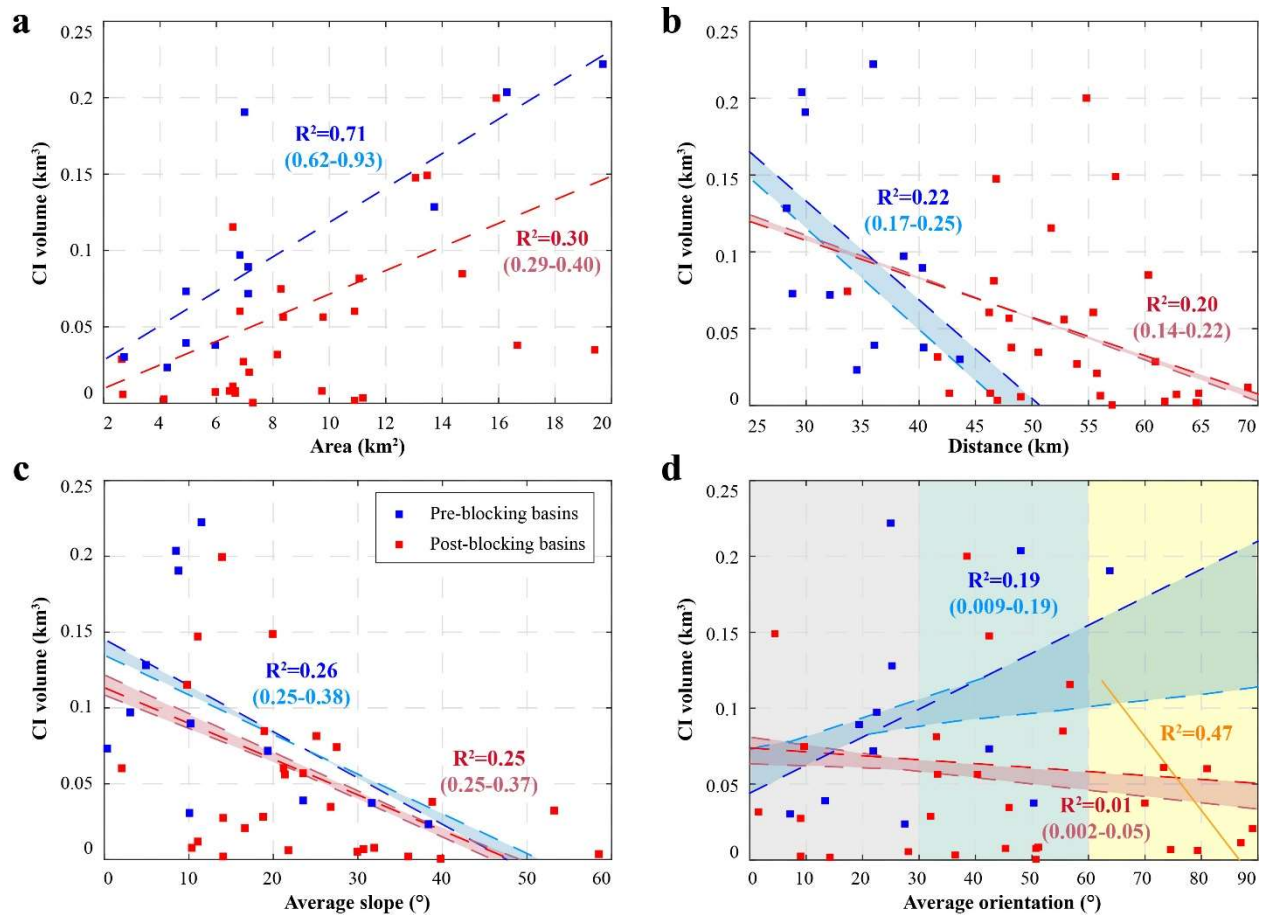 a
0.25
0.2
0.15
0.1
0.05
0
CI volume (km³)
R²=0.71
(0.62-0.93)
R²=0.30
(0.29-0.40)
2 4 6 8 10 12 14 16 18 20
Area (km²)
b
0.25
0.2
0.15
0.1
0.05
0
CI volume (km³)
R²=0.22
(0.17-0.25)
R²=0.20
(0.14-0.22)
25 30 35 40 45 50 55 60 65 70
Distance (km)
c
0.25
0.2
0.15
0.1
0.05
0
CI volume (km³)
Pre-blocking basins
Post-blocking basins
R²=0.26
(0.25-0.38)
R²=0.25
(0.25-0.37)
0 10 20 30 40 50 60
Average slope (°)
d
0.25
0.2
0.15
0.1
0.05
0
CI volume (km³)
R²=0.19
(0.009-0.19)
R²=0.47
R²=0.01
(0.002-0.05)
0 10 20 30 40 50 60 70 80 90
Average orientation (°)